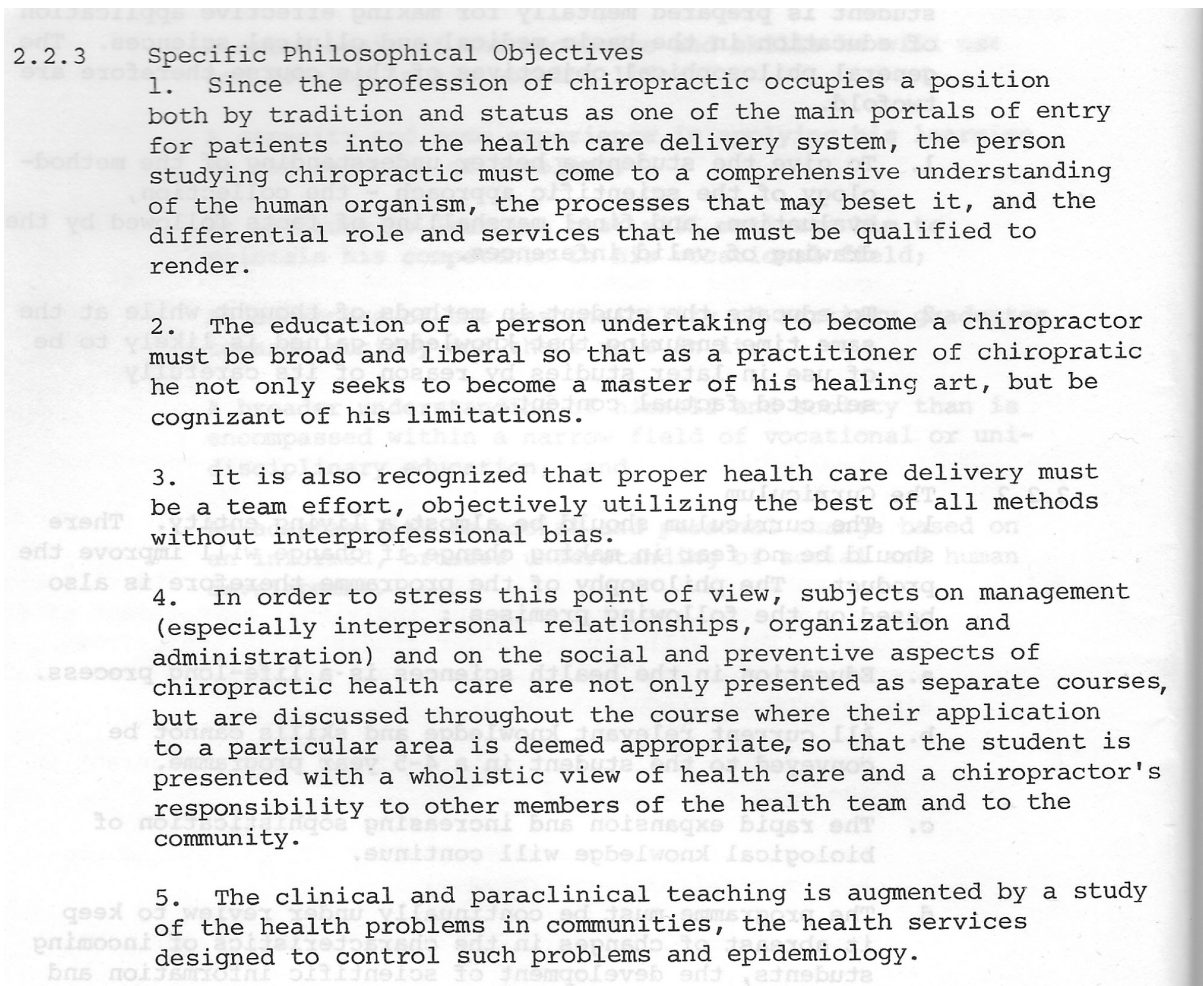 2.2.3 Specific Philosophical Objectives
1. Since the profession of chiropractic occupies a position
both by tradition and status as one of the main portals of entry
for patients into the health care delivery system, the person
studying chiropractic must come to a comprehensive understanding
of the human organism, the processes that may beset it, and the
differential role and services that he must be qualified to
render.
2. The education of a person undertaking to become a chiropractor
must be broad and liberal so that as a practitioner of chiropratic
he not only seeks to become a master of his healing art, but be
cognizant of his limitations.
3. It is also recognized that proper health care delivery must
be a team effort, objectively utilizing the best of all methods
without interprofessional bias.
4. In order to stress this point of view, subjects on management
(especially interpersonal relationships, organization and
administration) and on the social and preventive aspects of
chiropractic health care are not only presented as separate courses,
but are discussed throughout the course where their application
to a particular area is deemed appropriate, so that the student is
presented with a wholistic view of health care and a chiropractor's
responsibility to other members of the health team and to the
community.
5. The clinical and paraclinical teaching is augmented by a study
of the health problems in communities, the health services
designed to control such problems and epidemiology.